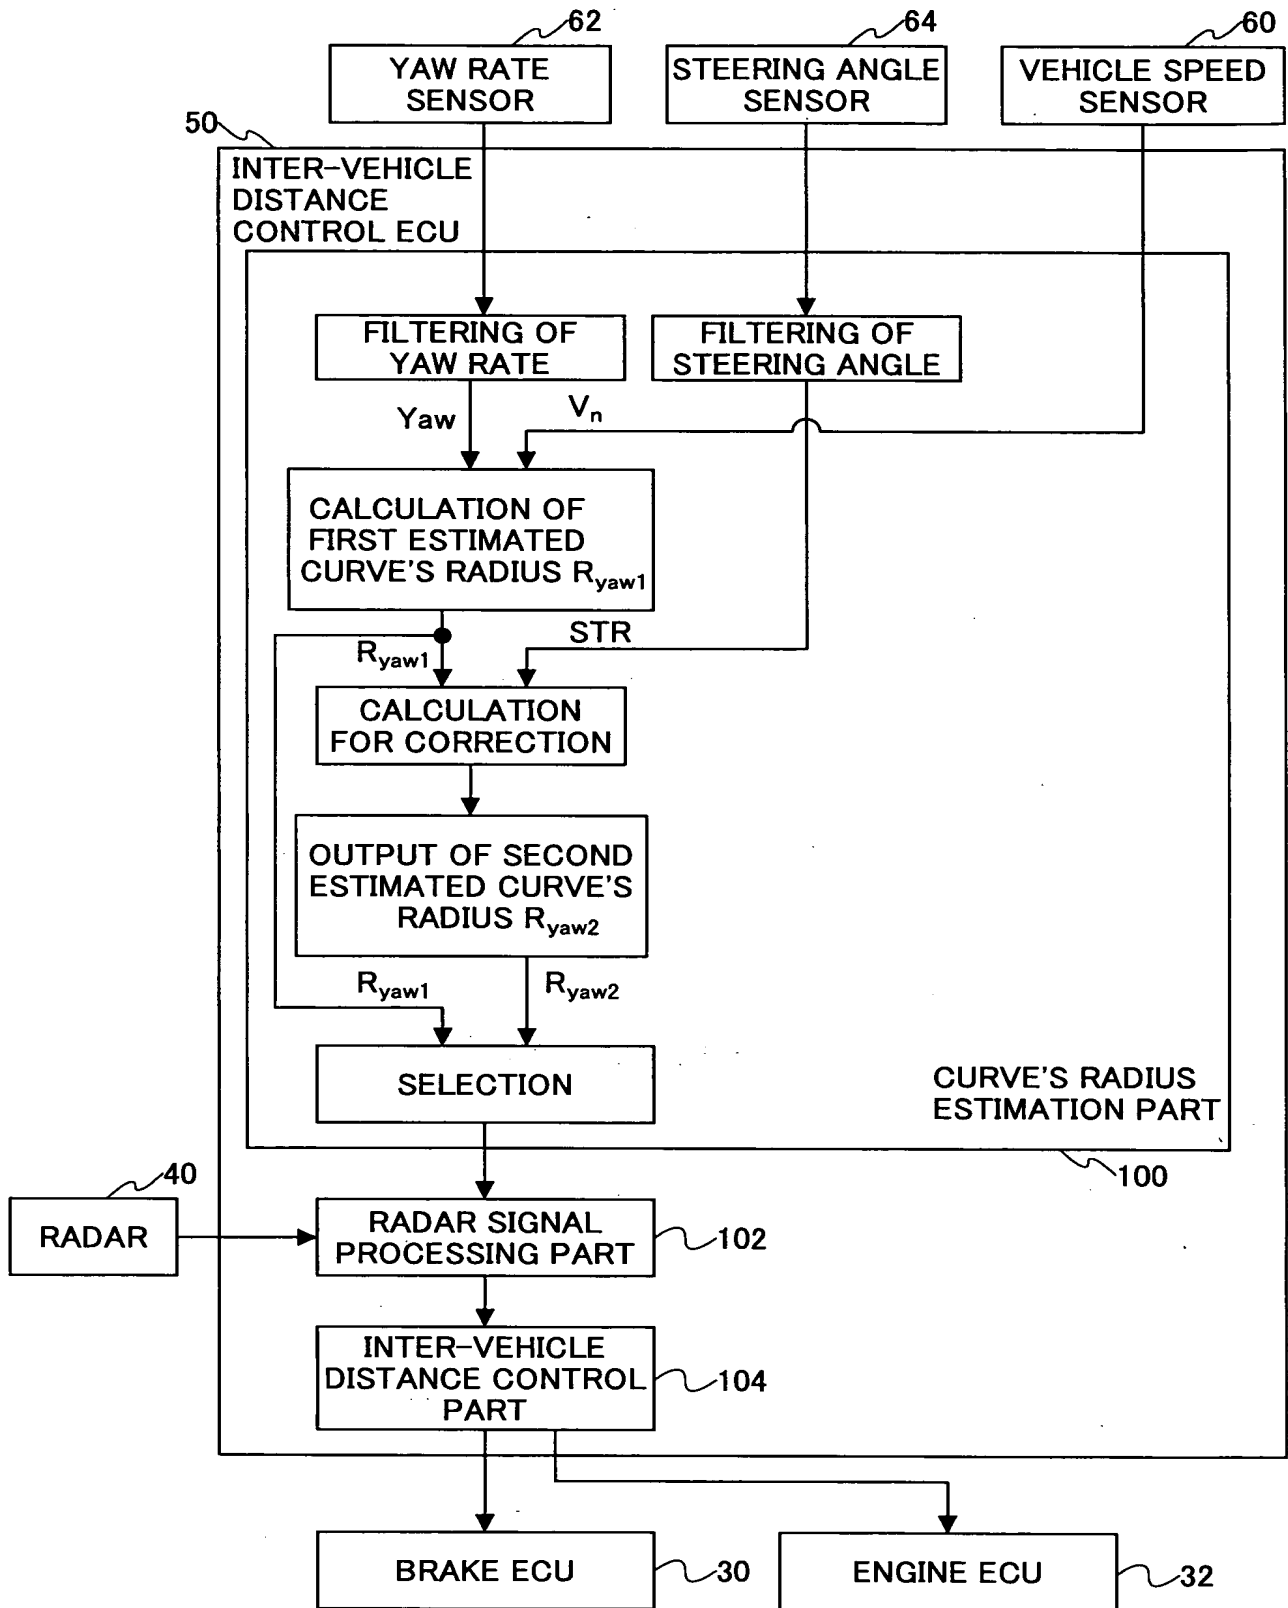 62
64
60
YAW RATE
SENSOR
STEERING ANGLE
SENSOR
VEHICLE SPEED
SENSOR
50
INTER-VEHICLE
DISTANCE
CONTROL ECU
FILTERING OF
YAW RATE
FILTERING OF
STEERING ANGLE
Yaw
Vn
CALCULATION OF
FIRST ESTIMATED
CURVE'S RADIUS Ryaw1
Ryaw1
STR
CALCULATION
FOR CORRECTION
OUTPUT OF SECOND
ESTIMATED CURVE'S
RADIUS Ryaw2
Ryaw1
Ryaw2
SELECTION
CURVE'S RADIUS
ESTIMATION PART
100
40
RADAR
RADAR SIGNAL
PROCESSING PART
102
INTER-VEHICLE
DISTANCE CONTROL
PART
104
BRAKE ECU
30
ENGINE ECU
32